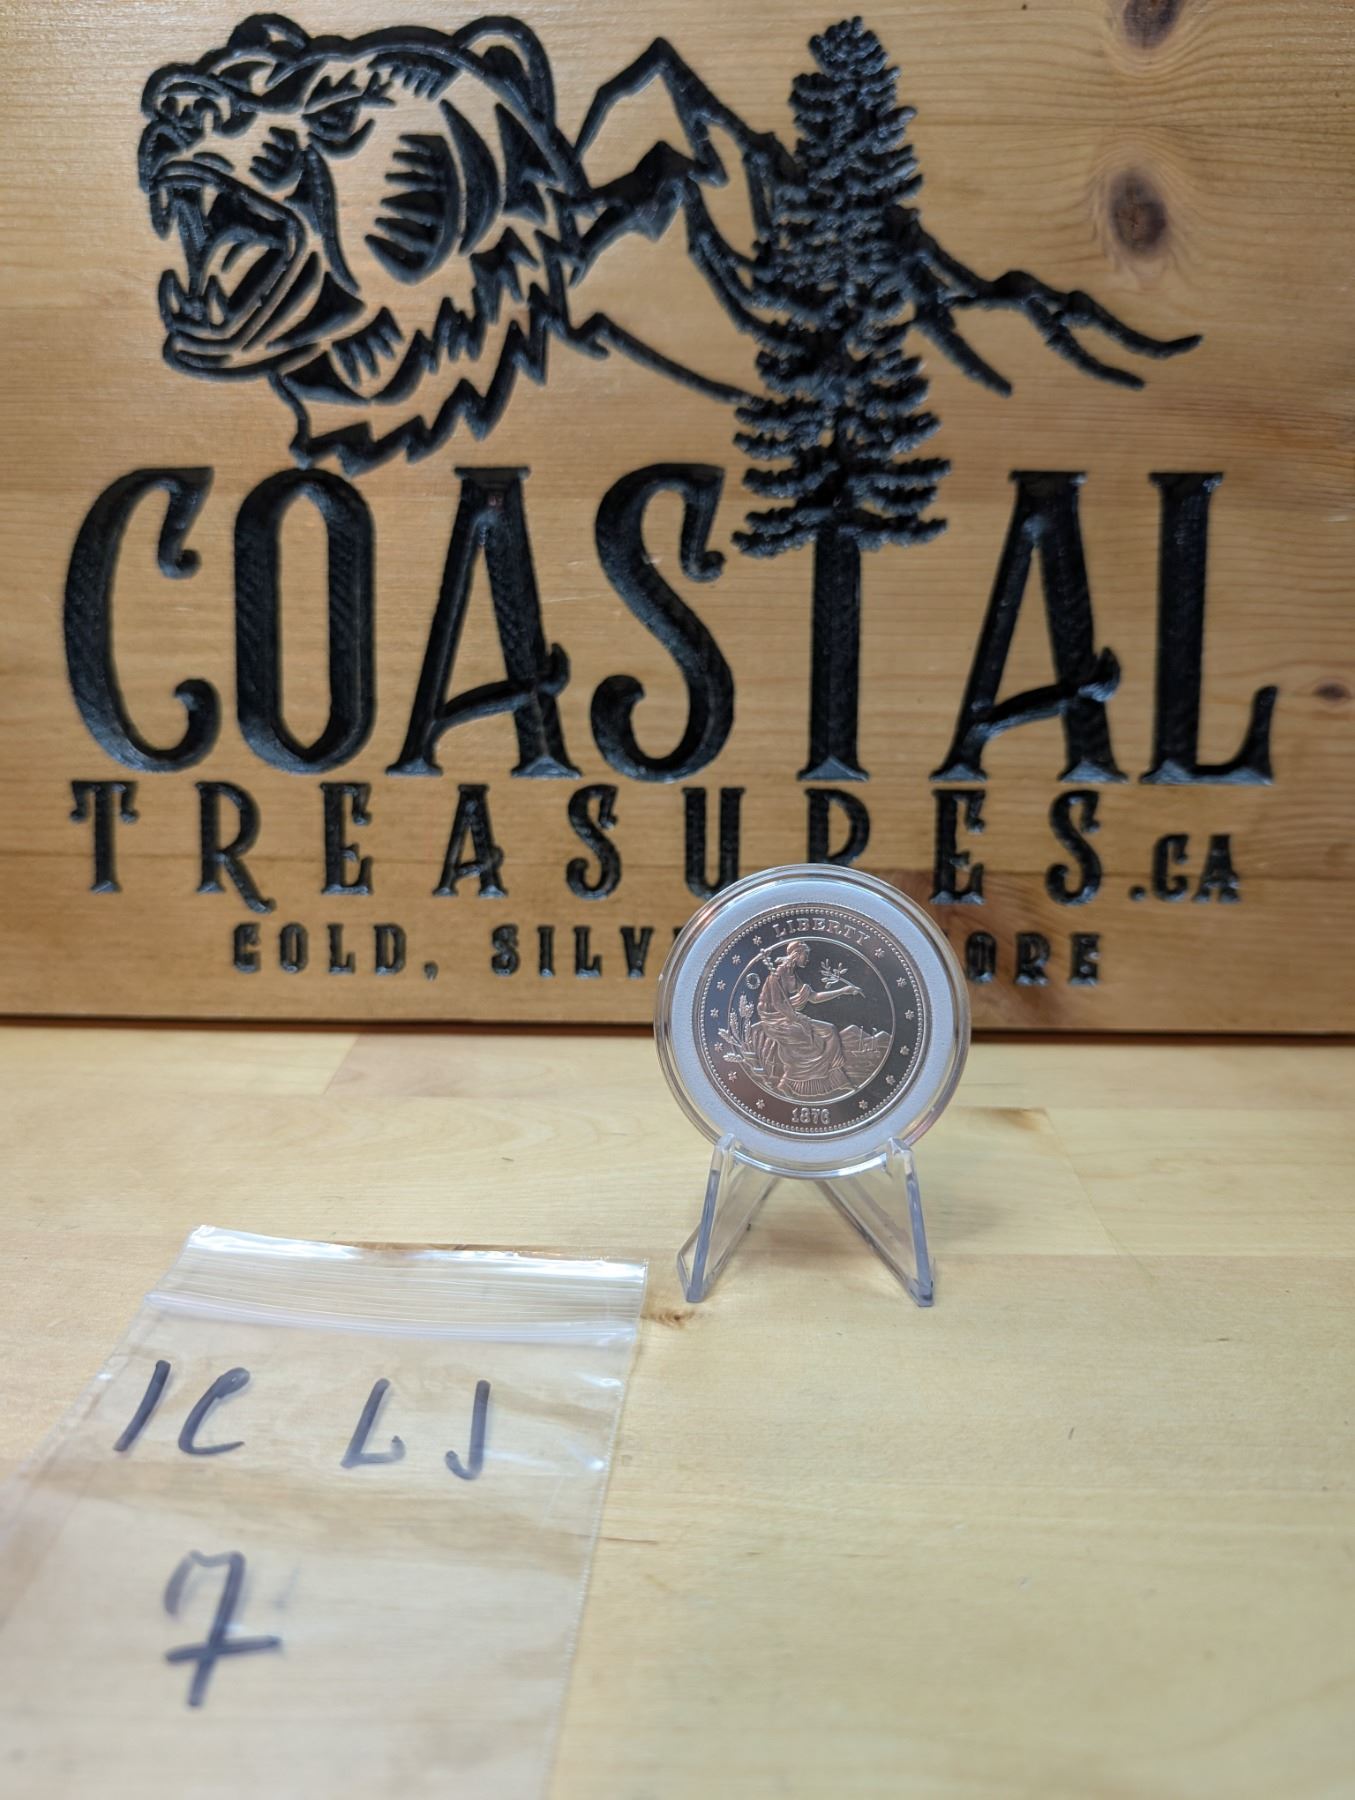 COASTAL
TREASURES.CA
GOLD, SILV ORE
LIBERTY
1876
1C LJ
7